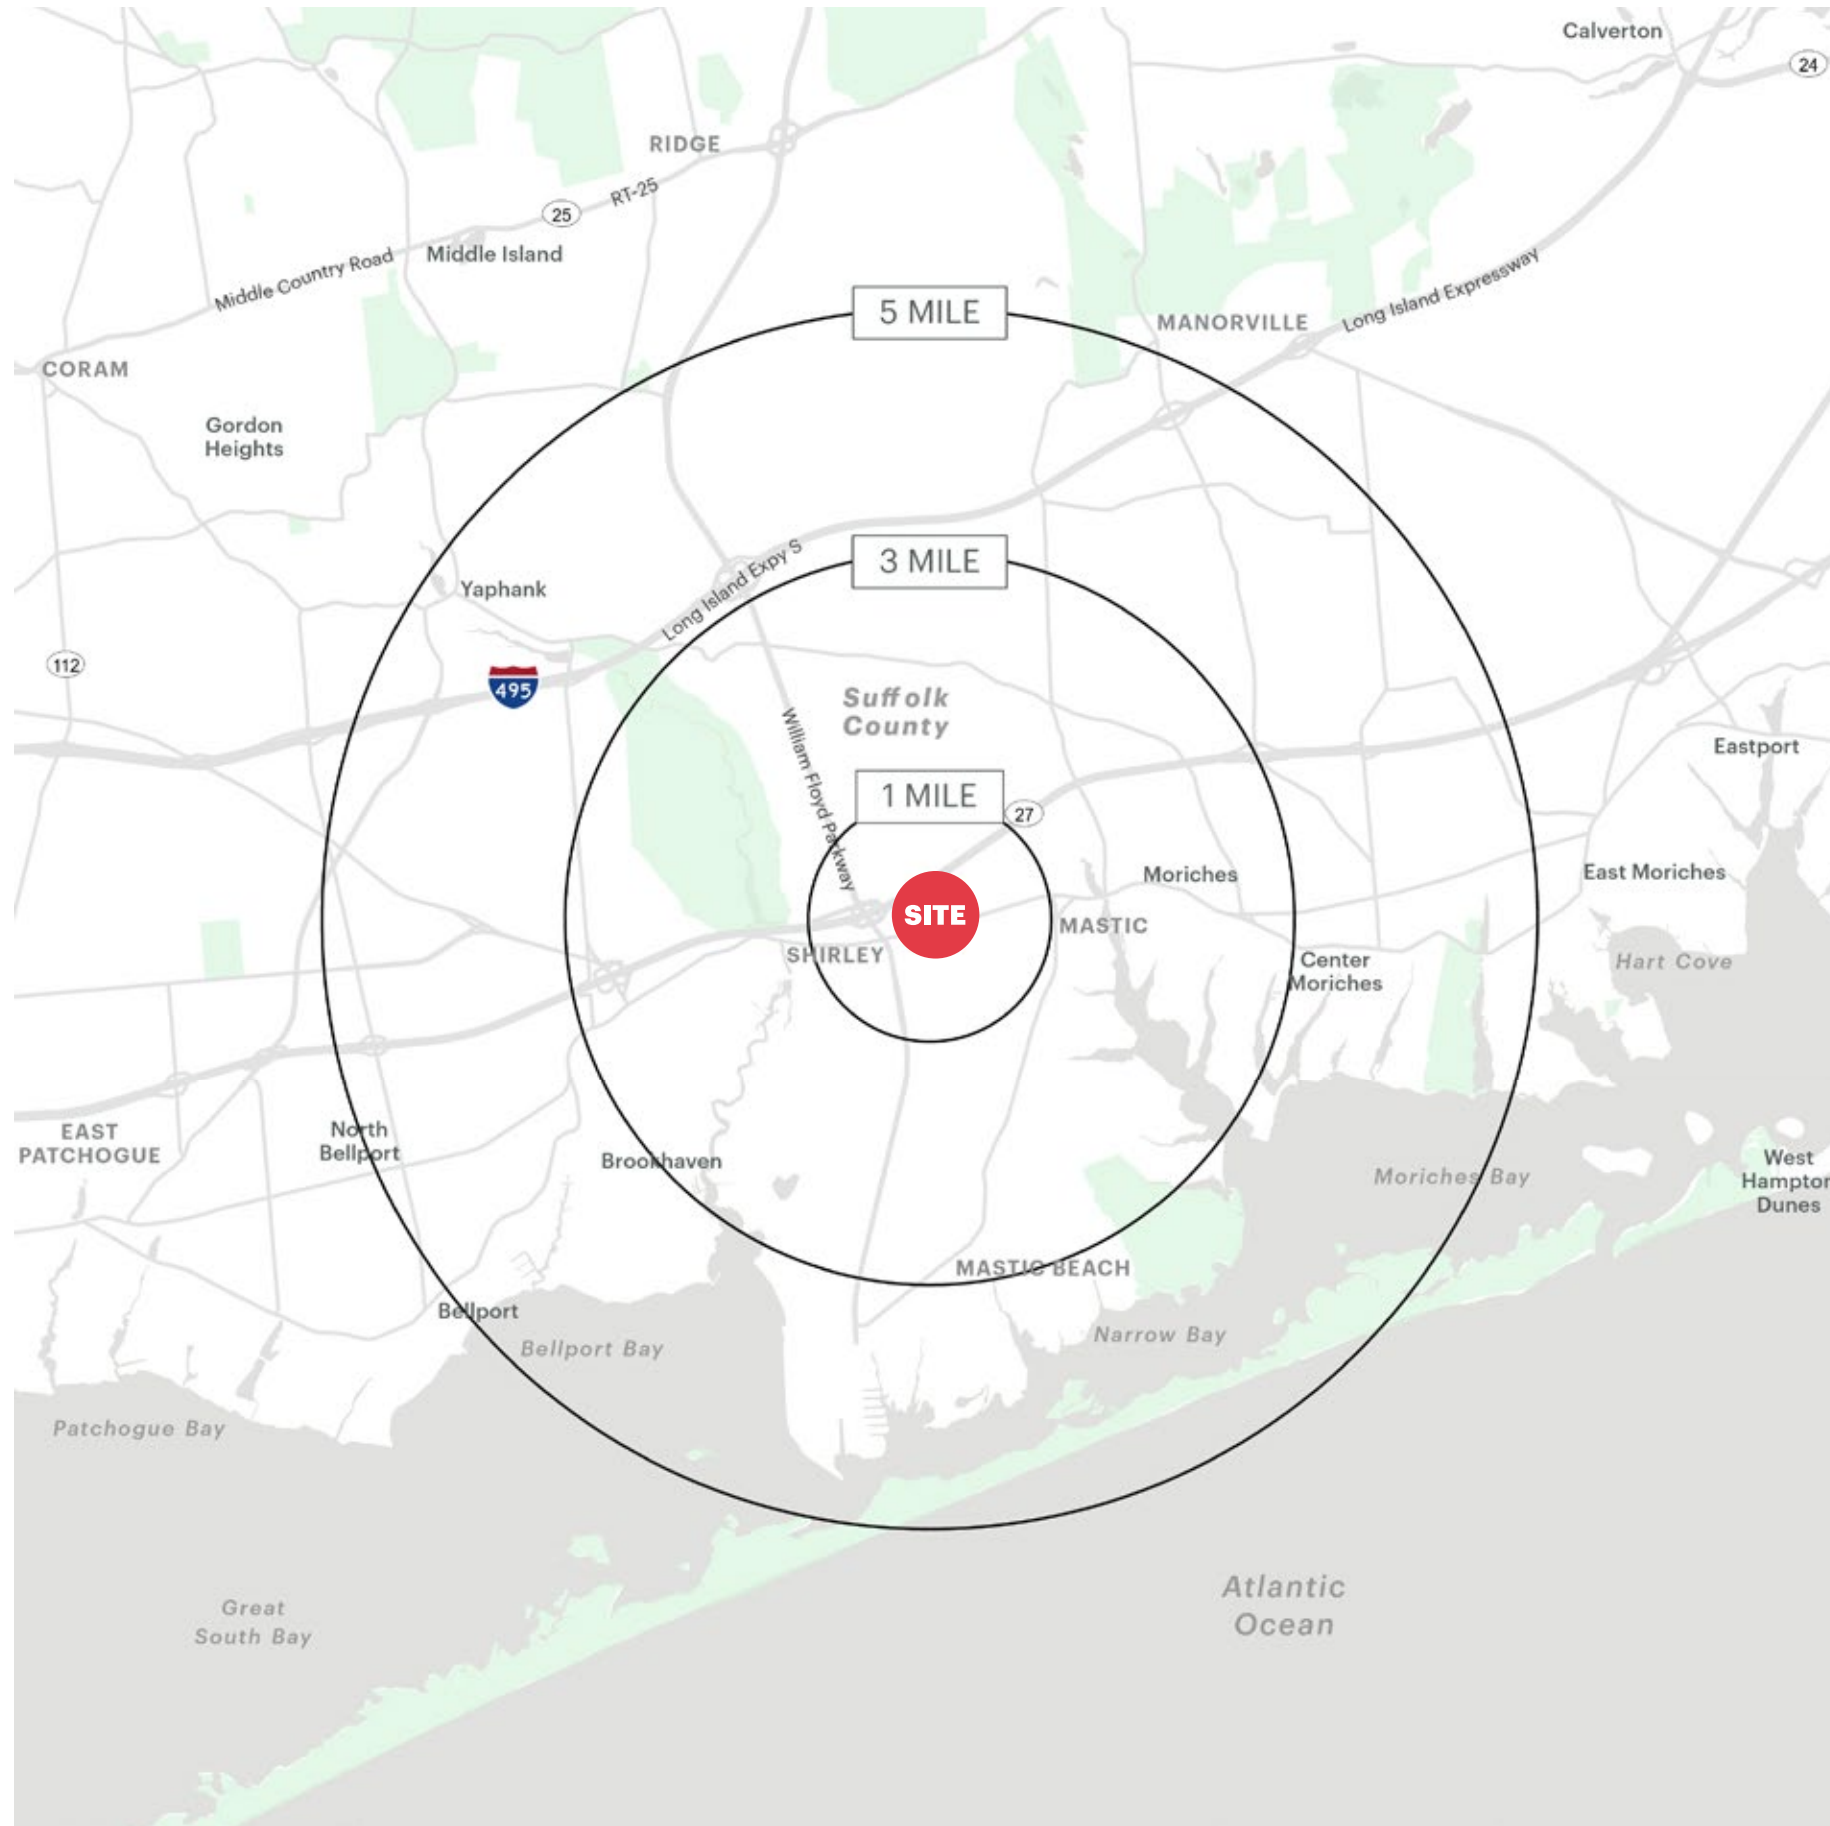 Calverton
24
RIDGE
RT-25
25
Middle Island
Middle Country Road
Long Island Expressway
5 MILE
MANORVILLE
CORAM
Gordon
Heights
3 MILE
Long Island Expy S
Yaphank
112
495
Suffolk
County
William Floyd Parkway
Eastport
1 MILE
27
Moriches
East Moriches
SITE
MASTIC
SHIRLEY
Center
Moriches
Hart Cove
EAST
PATCHOGUE
North
Bellport
Brookhaven
Moriches Bay
West
Hampton
Dunes
MASTIC BEACH
Bellport
Bellport Bay
Narrow Bay
Patchogue Bay
Atlantic
Ocean
Great
South Bay